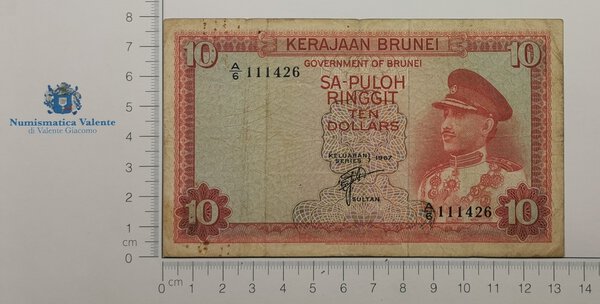 Numismatica Valente
di Valente Giacomo
8
7
6
5
4
3
2
1
cm
0
0 cm 1 2 3 4 5 6 7 8 9 10 11 12 13 14
10 KERAJAAN BRUNEI 10
GOVERNMENT OF BRUNEI
A/6 111426
SA-PULOH
RINGGIT
TEN
DOLLARS
KELUARAN
SERIES 1967
SULTAN
A/6 111426
10 10